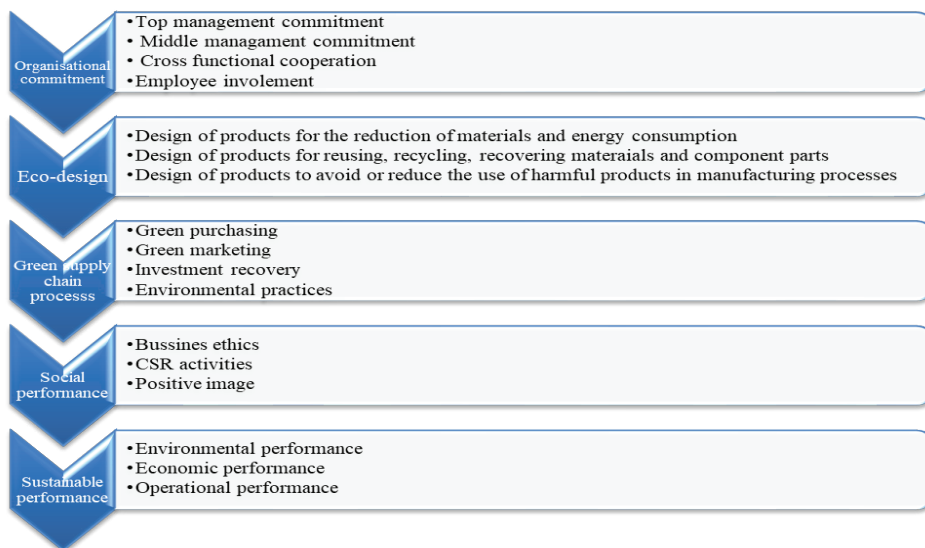 Organisational
commitment
•Top management commitment
• Middle managament commitment
• Cross functional cooperation
•Employee involement
Eco-design
•Design of products for the reduction of materials and energy consumption
•Design of products for reusing, recycling, recovering materaials and component parts
•Design of products to avoid or reduce the use of harmful products in manufacturing processes
Green supply
chain
processs
•Green purchasing
•Green marketing
•Investment recovery
•Environmental practices
Social
performance
•Bussines ethics
•CSR activities
•Positive image
Sustainable
performance
•Environmental performance
•Economic performance
•Operational performance